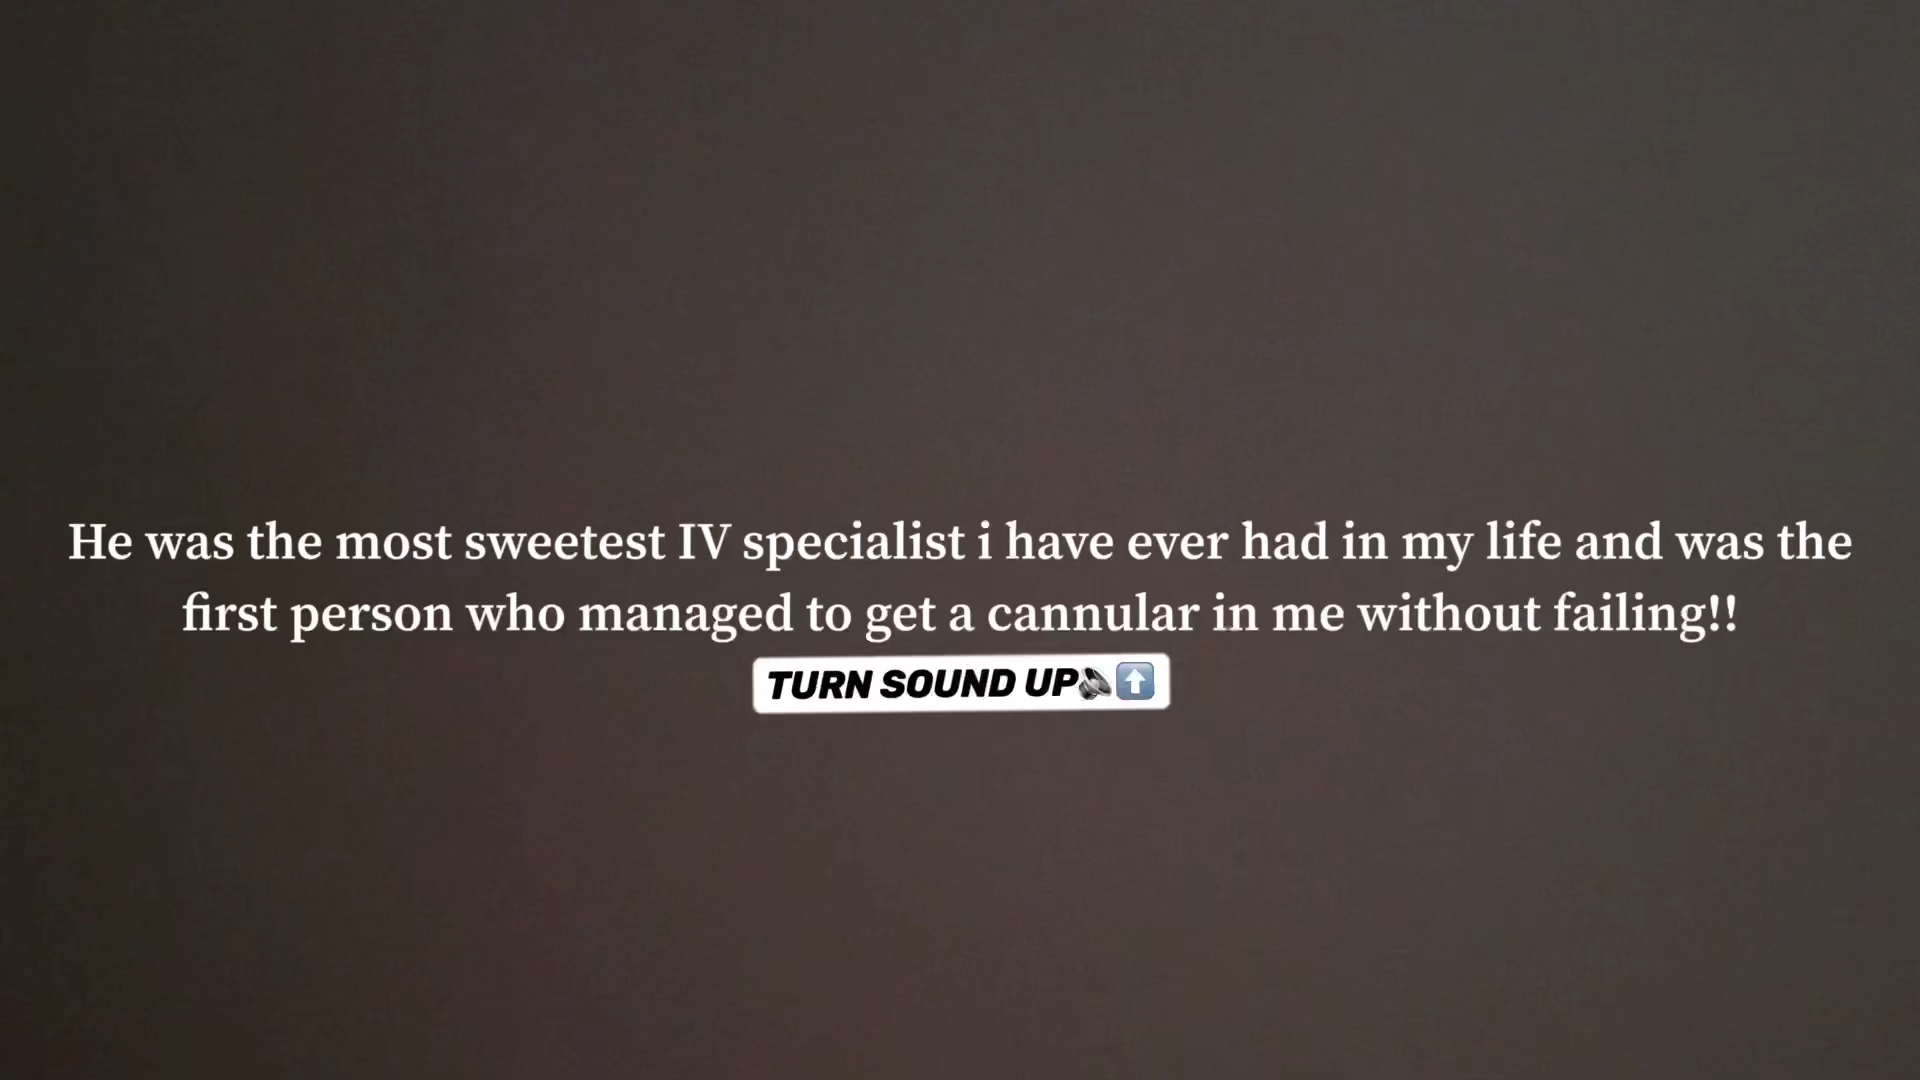 He was the most sweetest IV specialist i have ever had in my life and was the
first person who managed to get a cannular in me without failing!!
TURN SOUND UP🔊⬆️